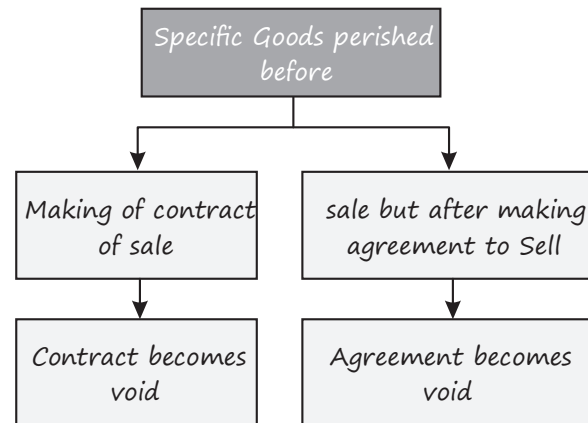 Specific Goods perished
before
Making of contract
of sale
sale but after making
agreement to Sell
Contract becomes
void
Agreement becomes
void